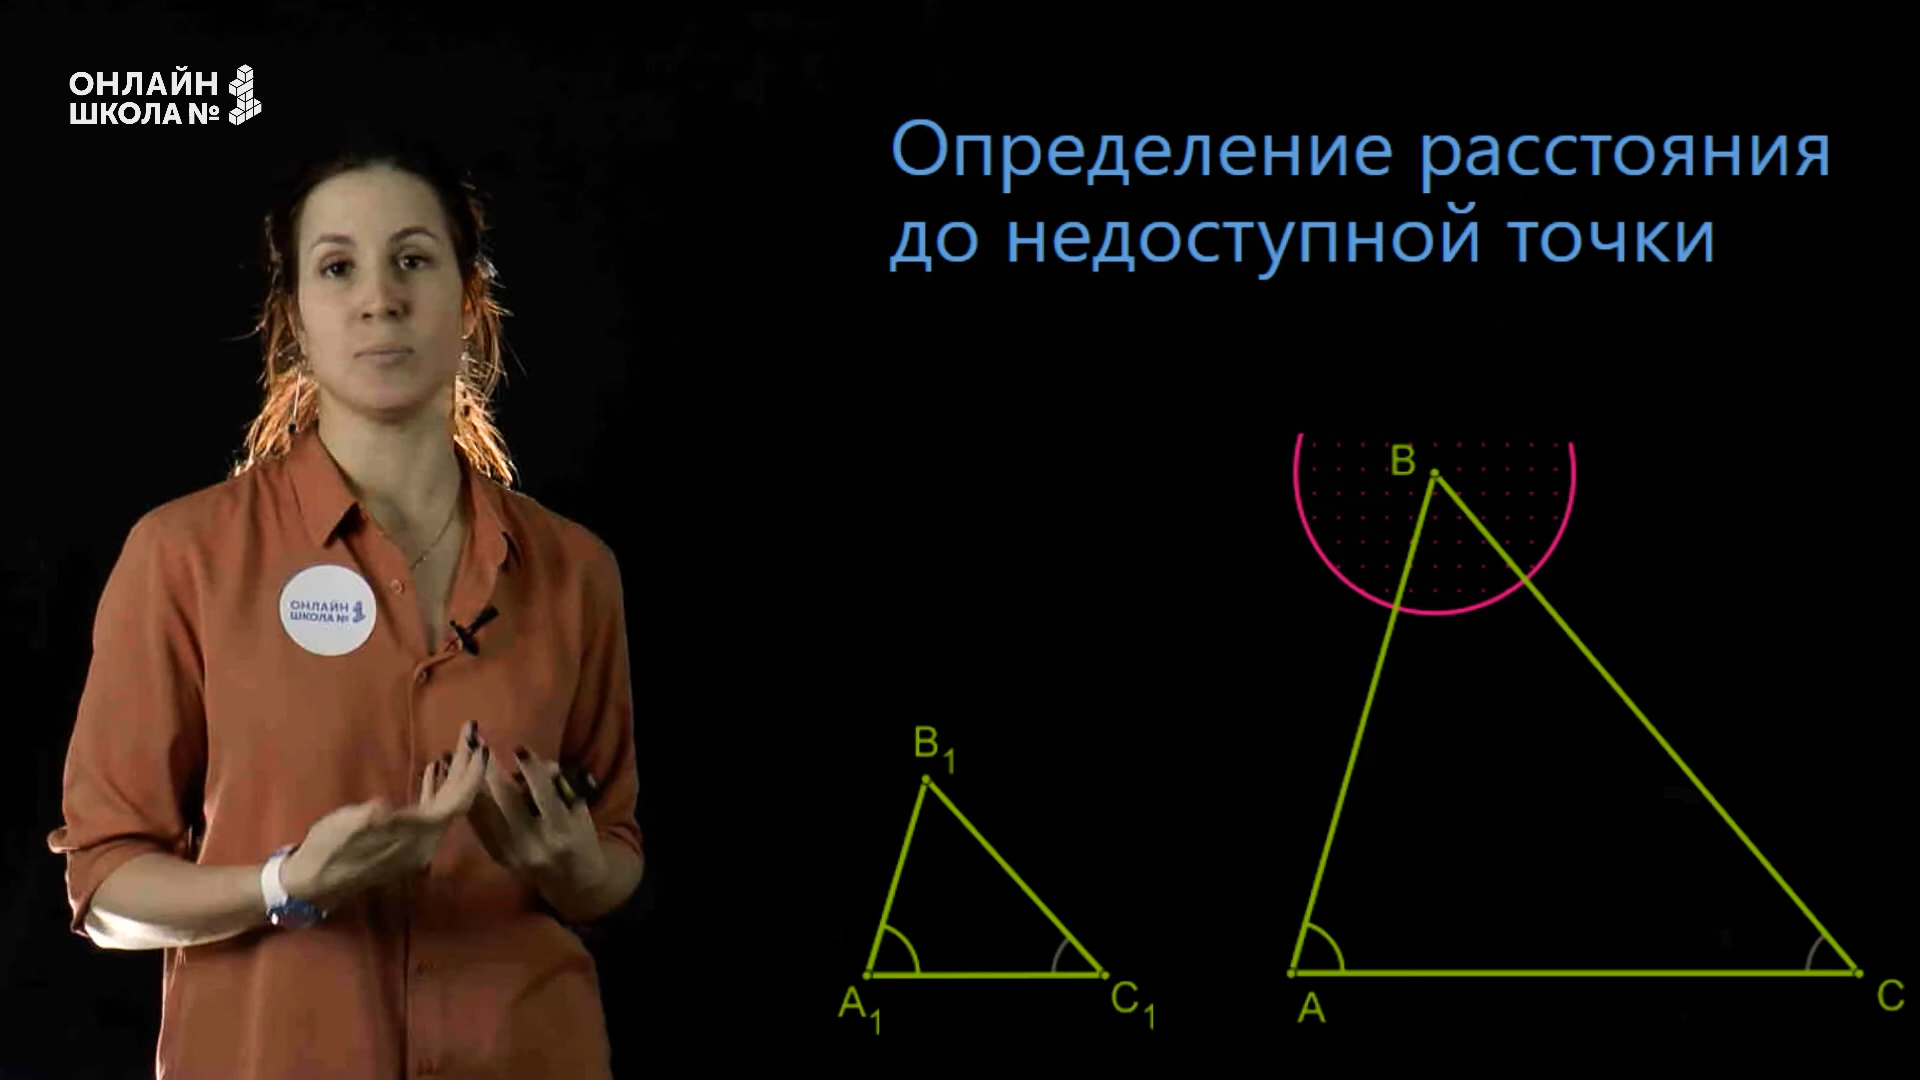 ОНЛАЙН
ШКОЛА №
Определение расстояния
до недоступной точки
B
B1
A1
C1
A
C
ОНЛАЙН
ШКОЛА №